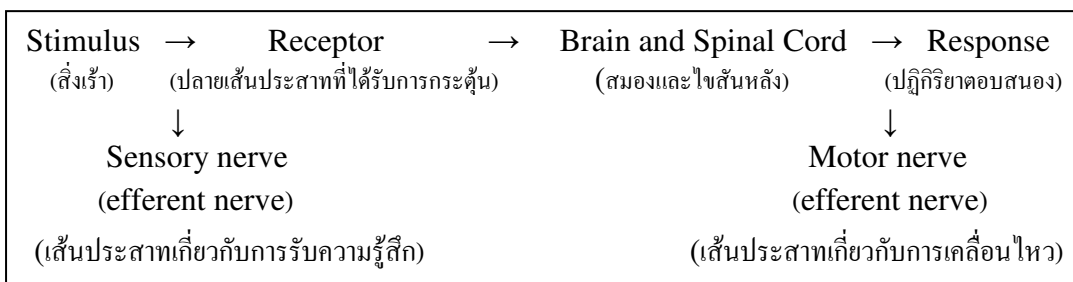 Stimulus → Receptor → Brain and Spinal Cord → Response
(สิ่งเร้า) (ปลายเส้นประสาทที่ได้รับการกระตุ้น) (สมองและไขสันหลัง) (ปฏิกิริยาตอบสนอง)
↓ ↓
Sensory nerve Motor nerve
(efferent nerve) (efferent nerve)
(เส้นประสาทเกี่ยวกับการรับความรู้สึก) (เส้นประสาทเกี่ยวกับการเคลื่อนไหว)